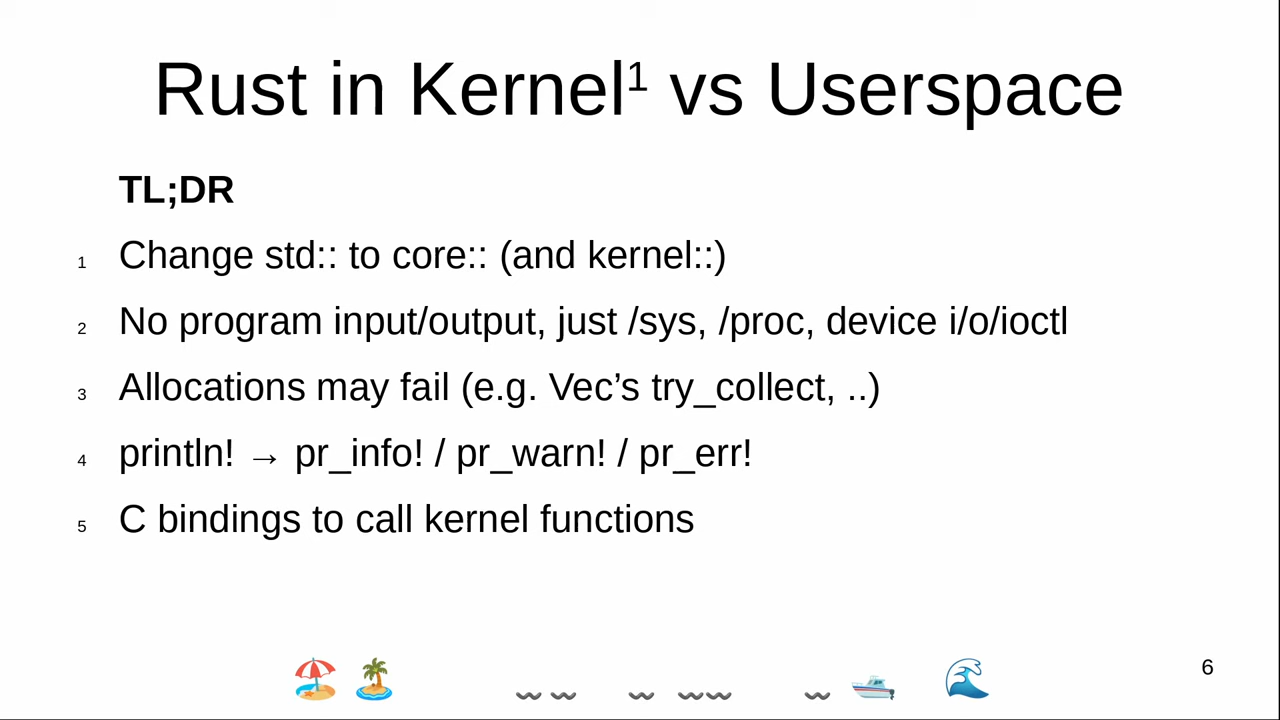 Rust in Kernel¹ vs Userspace
TL;DR
1 Change std:: to core:: (and kernel::)
2 No program input/output, just /sys, /proc, device i/o/ioctl
3 Allocations may fail (e.g. Vec’s try_collect, ..)
4 println! → pr_info! / pr_warn! / pr_err!
5 C bindings to call kernel functions
6